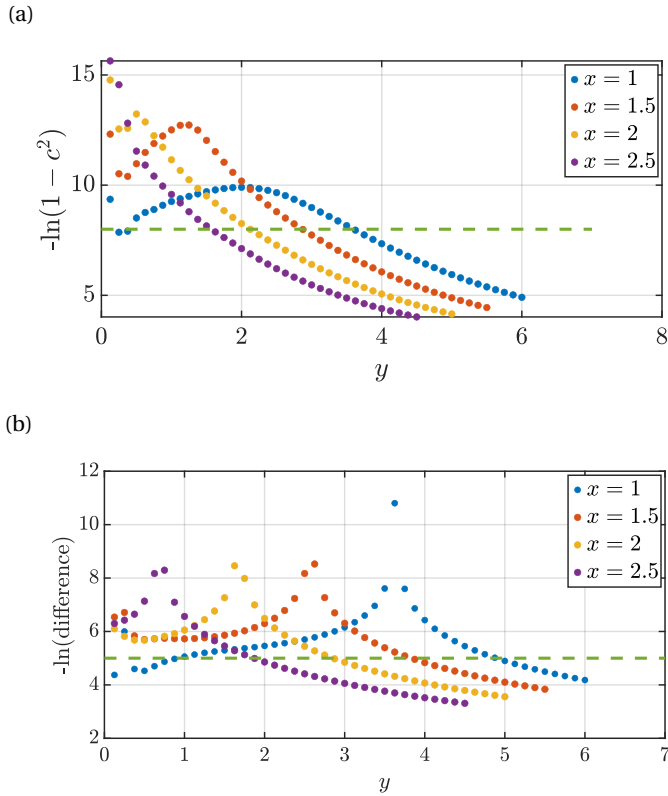 (a)
-ln(1 − c²)
15
10
5
0
2
4
6
8
y
x = 1
x = 1.5
x = 2
x = 2.5
(b)
-ln(difference)
12
10
8
6
4
2
0
1
2
3
4
5
6
7
y
x = 1
x = 1.5
x = 2
x = 2.5